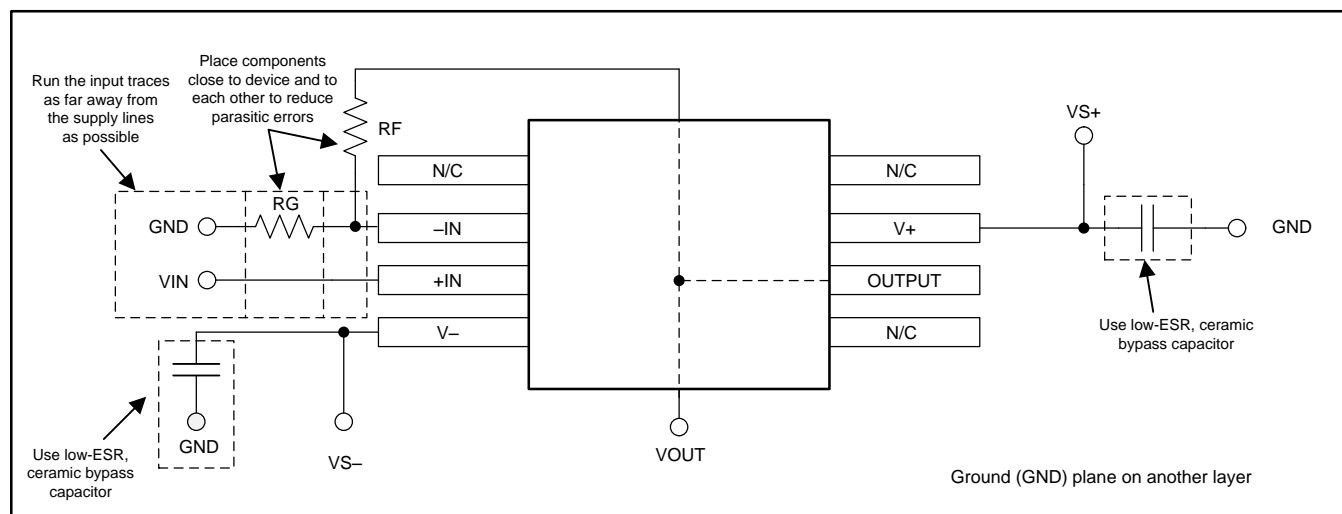 Place components
close to device and to
each other to reduce
parasitic errors
Run the input traces
as far away from
the supply lines
as possible
RF
VS+
N/C
N/C
RG
GND
–IN
V+
GND
VIN
+IN
OUTPUT
V–
N/C
Use low-ESR, ceramic
bypass capacitor
GND
Use low-ESR,
ceramic bypass
capacitor
VS–
VOUT
Ground (GND) plane on another layer